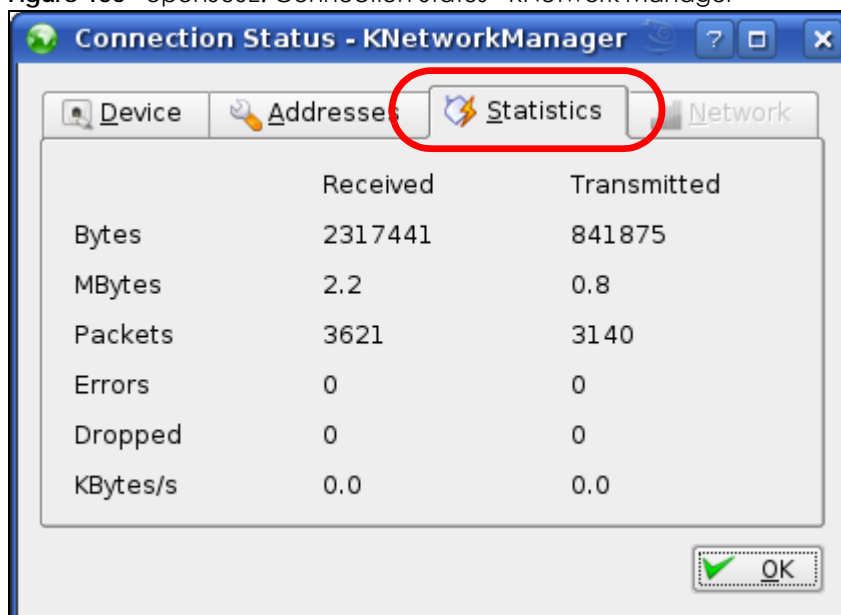 Connection Status - KNetworkManager
Device Addresses Statistics Network
Received Transmitted
Bytes 2317441 841875
MBytes 2.2 0.8
Packets 3621 3140
Errors 0 0
Dropped 0 0
KBytes/s 0.0 0.0
OK